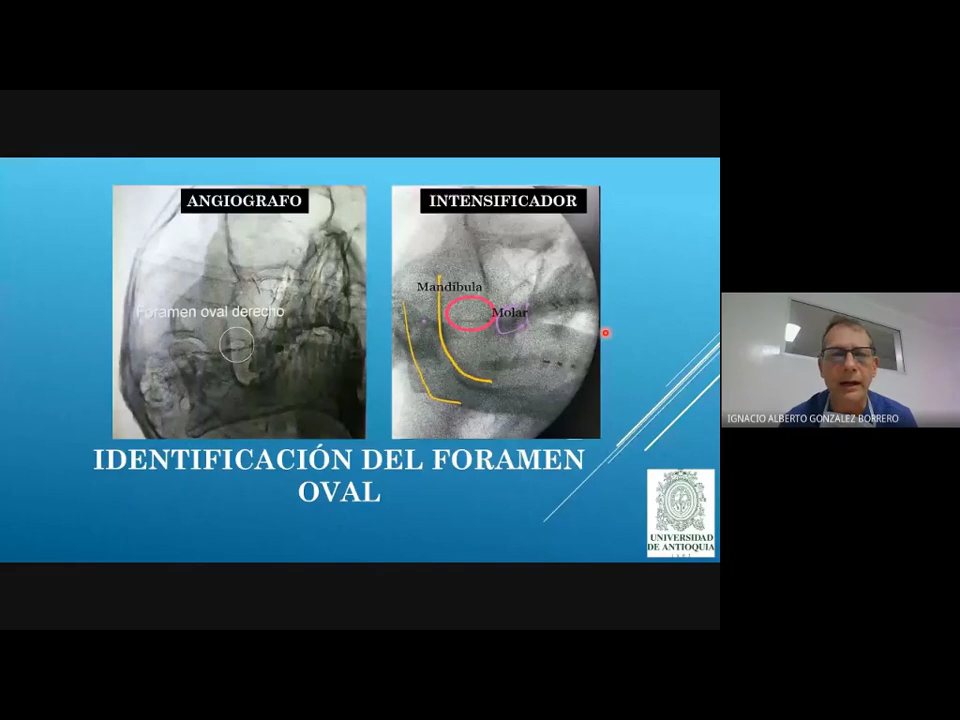 ANGIOGRAFO
INTENSIFICADOR
Foramen oval derecho
Mandíbula
Molar
IDENTIFICACIÓN DEL FORAMEN
OVAL
UNIVERSIDAD
DE ANTIOQUIA
IGNACIO ALBERTO GONZALEZ BORRERO